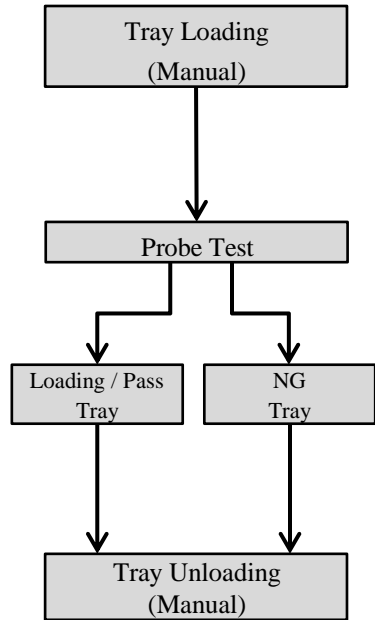 Tray Loading
(Manual)
Probe Test
Loading / Pass
Tray
NG
Tray
Tray Unloading
(Manual)